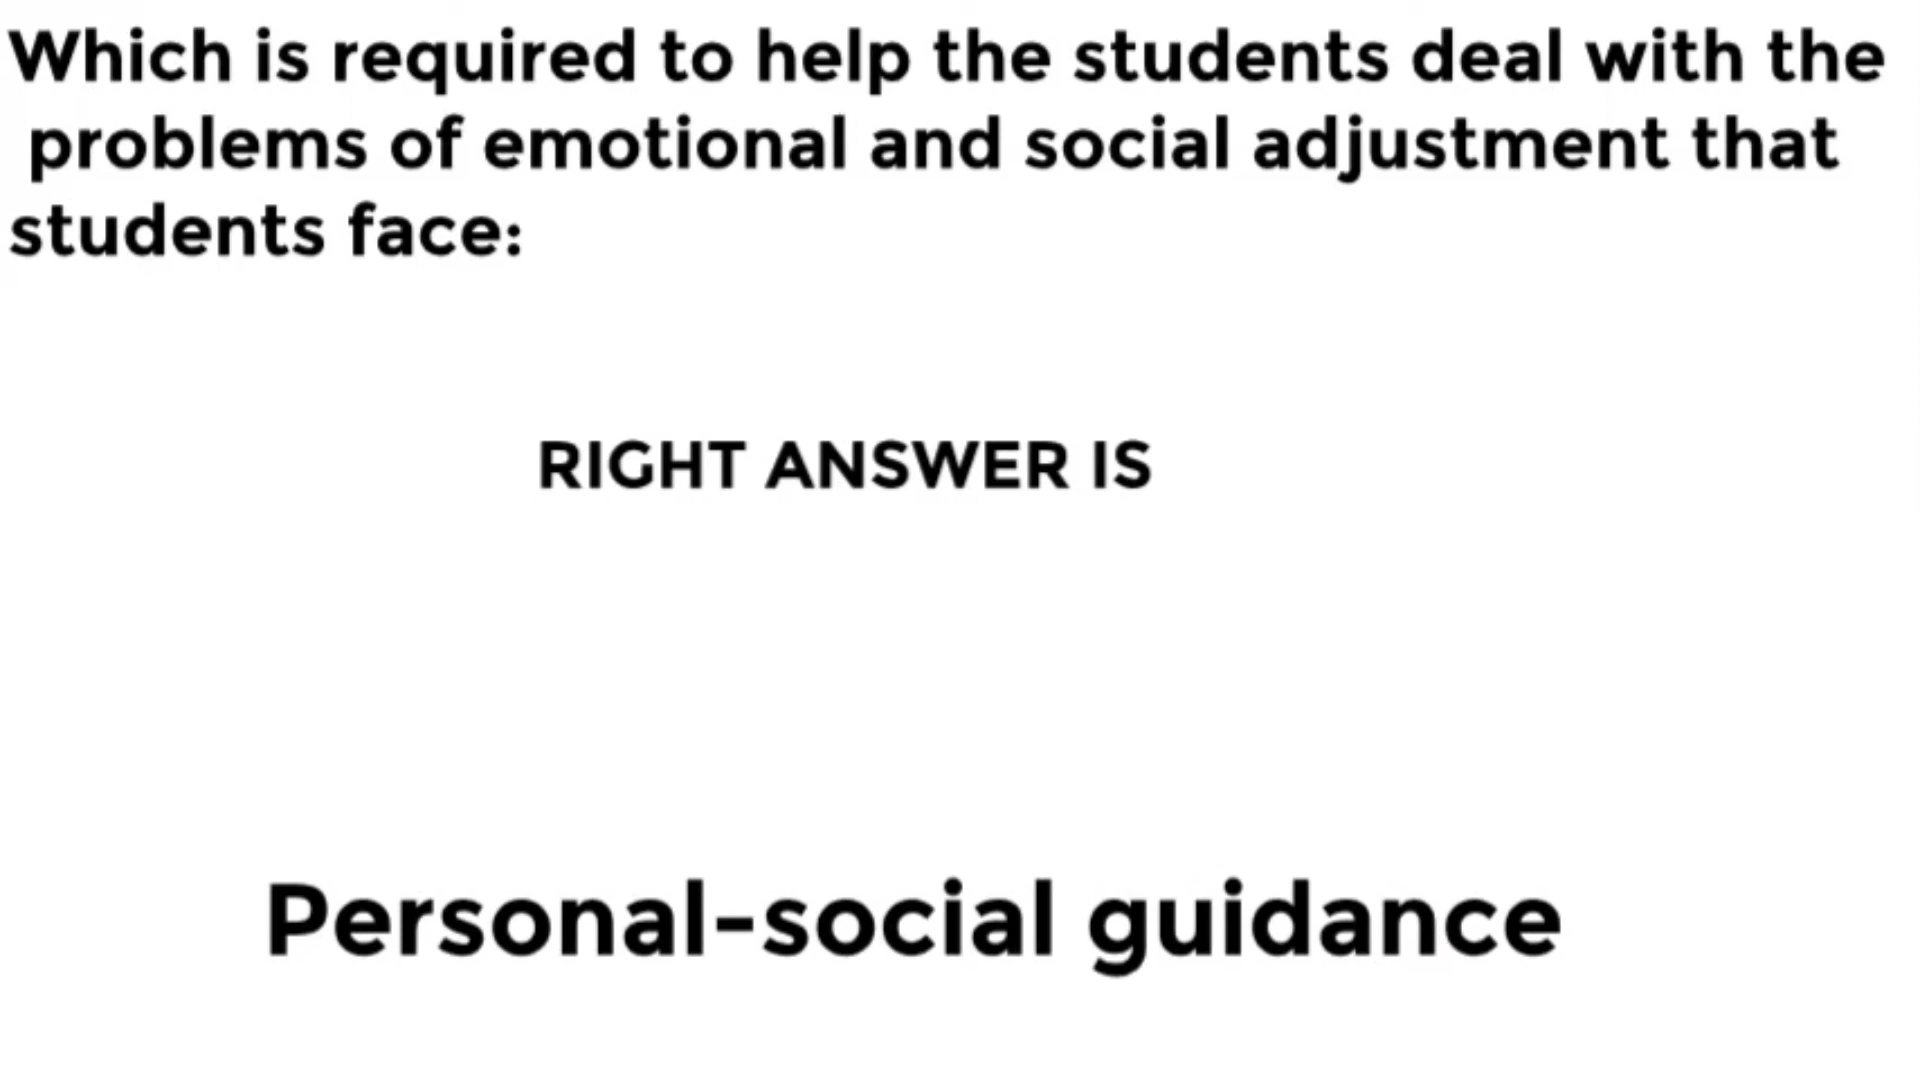 Which is required to help the students deal with the
problems of emotional and social adjustment that
students face:
RIGHT ANSWER IS
Personal-social guidance